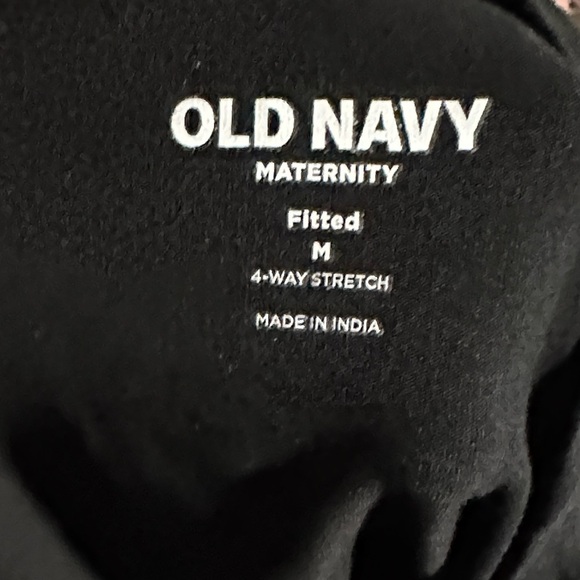 OLD NAVY
MATERNITY
Fitted
M
4-WAY STRETCH
MADE IN INDIA